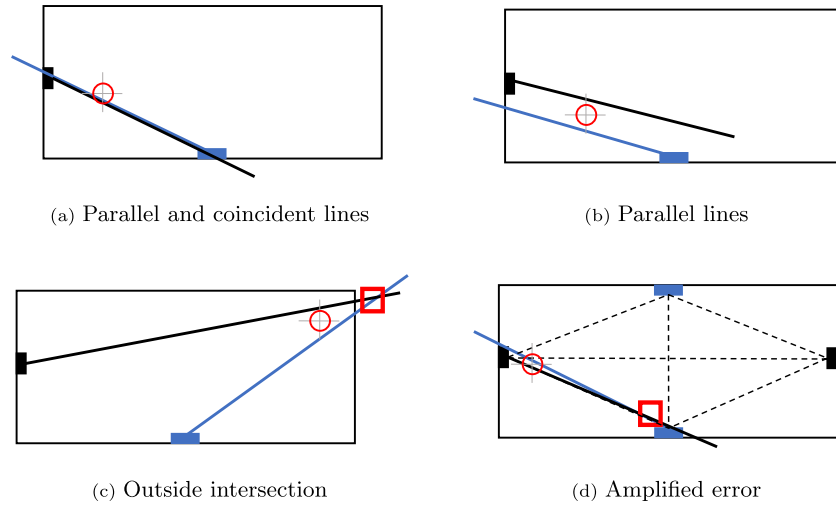 (a) Parallel and coincident lines
(b) Parallel lines
(c) Outside intersection
(d) Amplified error